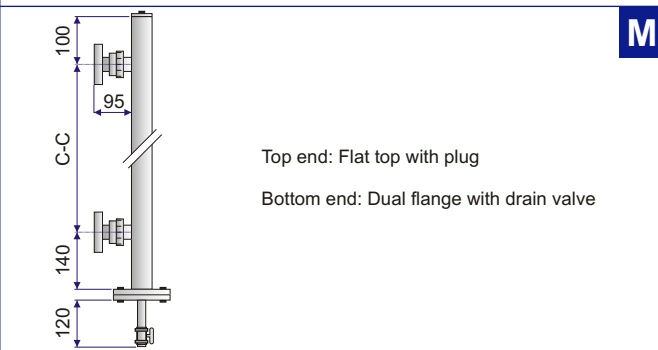 M
100
95
C-C
Top end: Flat top with plug
Bottom end: Dual flange with drain valve
140
120